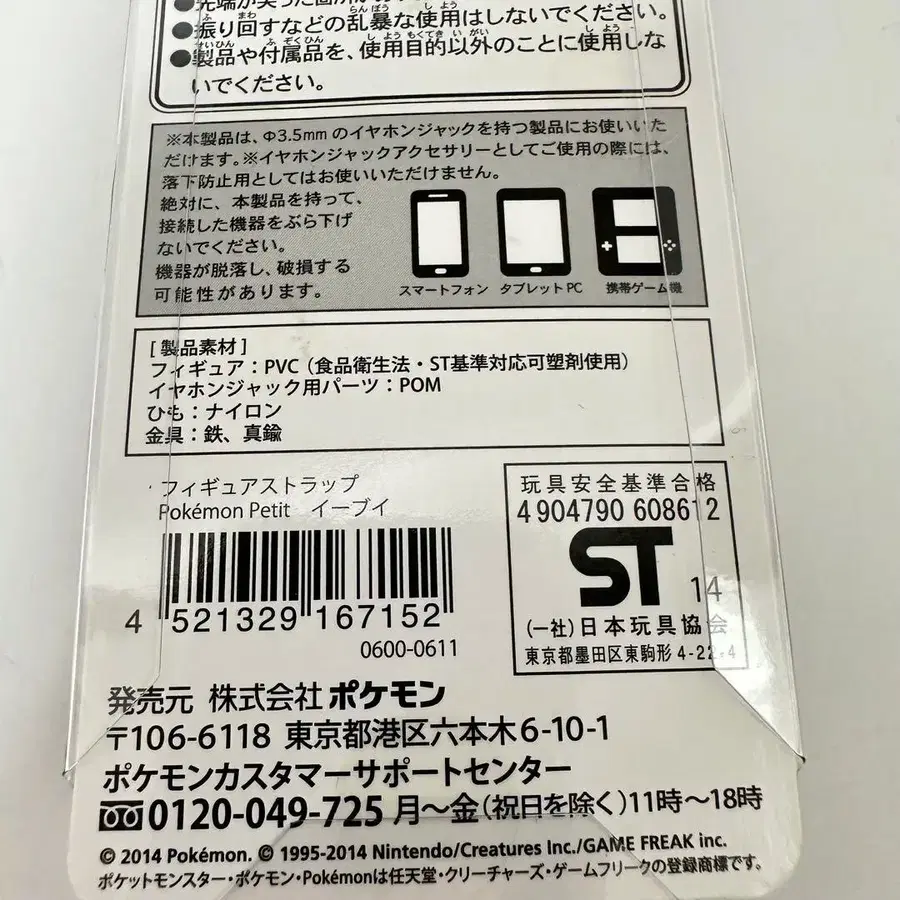 ●先端が尖った箇所が
●振り回すなどの乱暴な使用はしないでください。
●製品や付属品を、使用目的以外のことに使用しな
いでください。
※本製品は、Φ3.5mmのイヤホンジャックを持つ製品にお使いいた
だけます。※イヤホンジャックアクセサリーとしてご使用の際には、
落下防止用としてはお使いいただけません。
絶対に、本製品を持って、
接続した機器をぶら下げ
ないでください。
機器が脱落し、破損する
可能性があります。
スマートフォン タブレットPC 携帯ゲーム機
[製品素材]
フィギュア:PVC(食品衛生法・ST基準対応可塑剤使用)
イヤホンジャック用パーツ:POM
ひも:ナイロン
金具:鉄、真鍮
フィギュアストラップ
Pokémon Petit イーブイ
4 521329 167152
0600-0611
玩具安全基準合格
4904790 608612
ST 14
(一社)日本玩具協会
東京都墨田区東駒形 4-22-4
発売元 株式会社 ポケモン
〒106-6118 東京都港区六本木6-10-1
ポケモンカスタマーサポートセンター
0120-049-725 月~金(祝日を除く)11時~18時
© 2014 Pokémon. © 1995-2014 Nintendo/Creatures Inc./GAME FREAK inc.
ポケットモンスター・ポケモン・Pokémonは任天堂・クリーチャーズ・ゲームフリークの登録商標です。